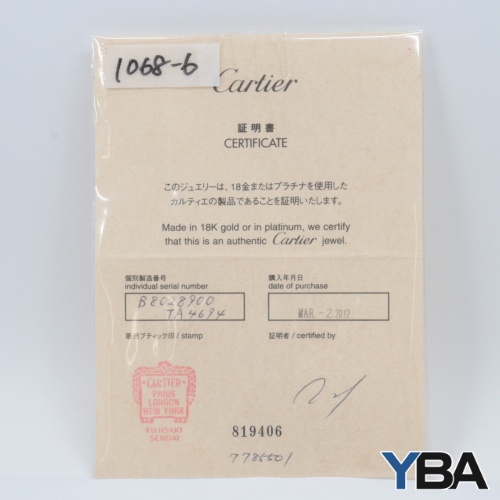 1068-6
Cartier
証明書
CERTIFICATE
このジュエリーは、18金またはプラチナを使用した
カルティエの製品であることを証明いたします。
Made in 18K gold or in platinum, we certify
that this is an authentic Cartier jewel.
個別製造番号
individual serial number
B8028900
TA4694
購入年月日
date of purchase
MAR -2.2012
販売ブティック印 / stamp
証明者 / certified by
CARTIER
PARIS
LONDON
NEW YORK
FUJISAKI
SENDAI
819406
7785501
YBA